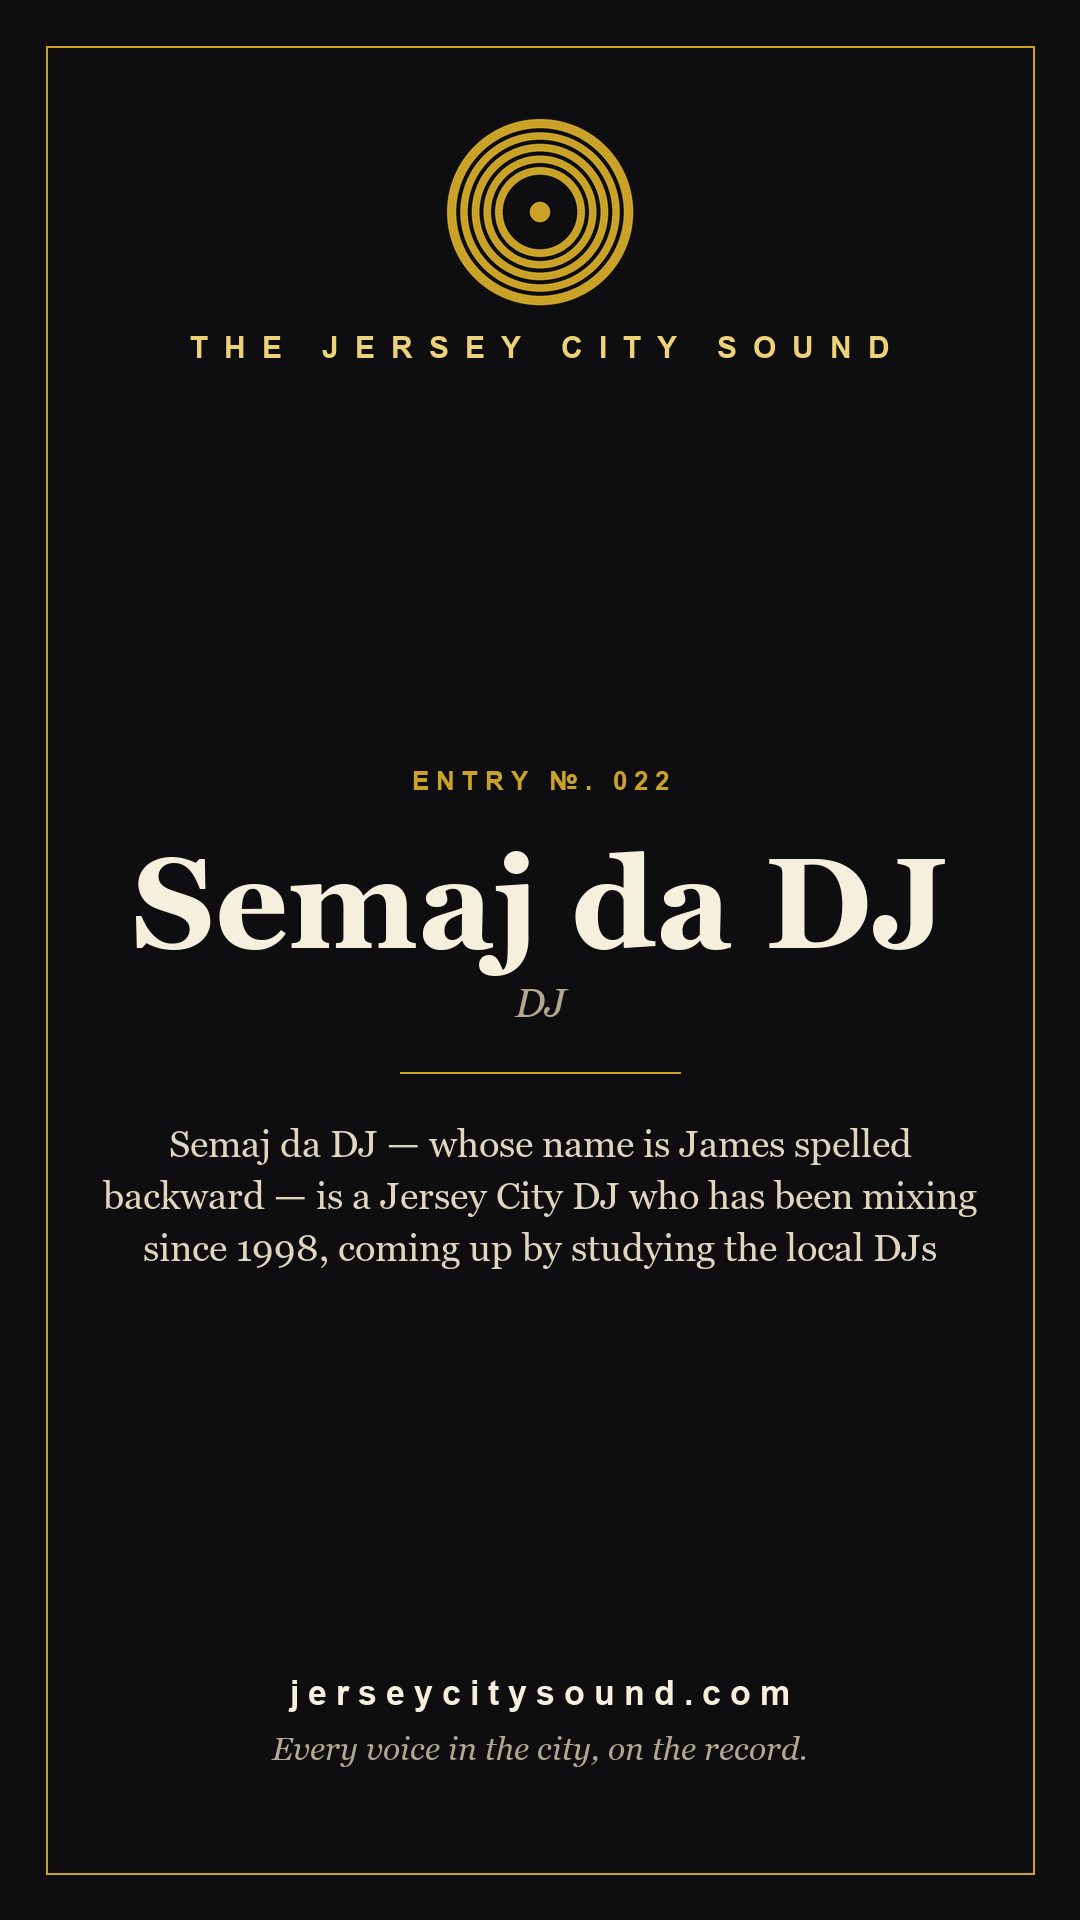 THE JERSEY CITY SOUND
ENTRY №. 022
Semaj da DJ
DJ
Semaj da DJ — whose name is James spelled
backward — is a Jersey City DJ who has been mixing
since 1998, coming up by studying the local DJs
jerseycitysound.com
Every voice in the city, on the record.